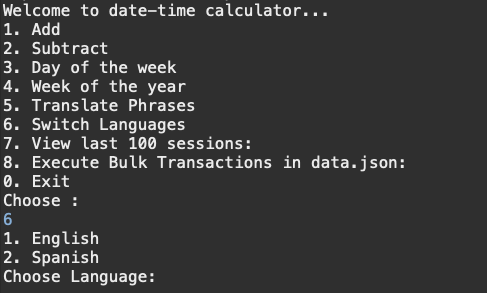 Welcome to date-time calculator...
1. Add
2. Subtract
3. Day of the week
4. Week of the year
5. Translate Phrases
6. Switch Languages
7. View last 100 sessions:
8. Execute Bulk Transactions in data.json:
0. Exit
Choose :
6
1. English
2. Spanish
Choose Language: